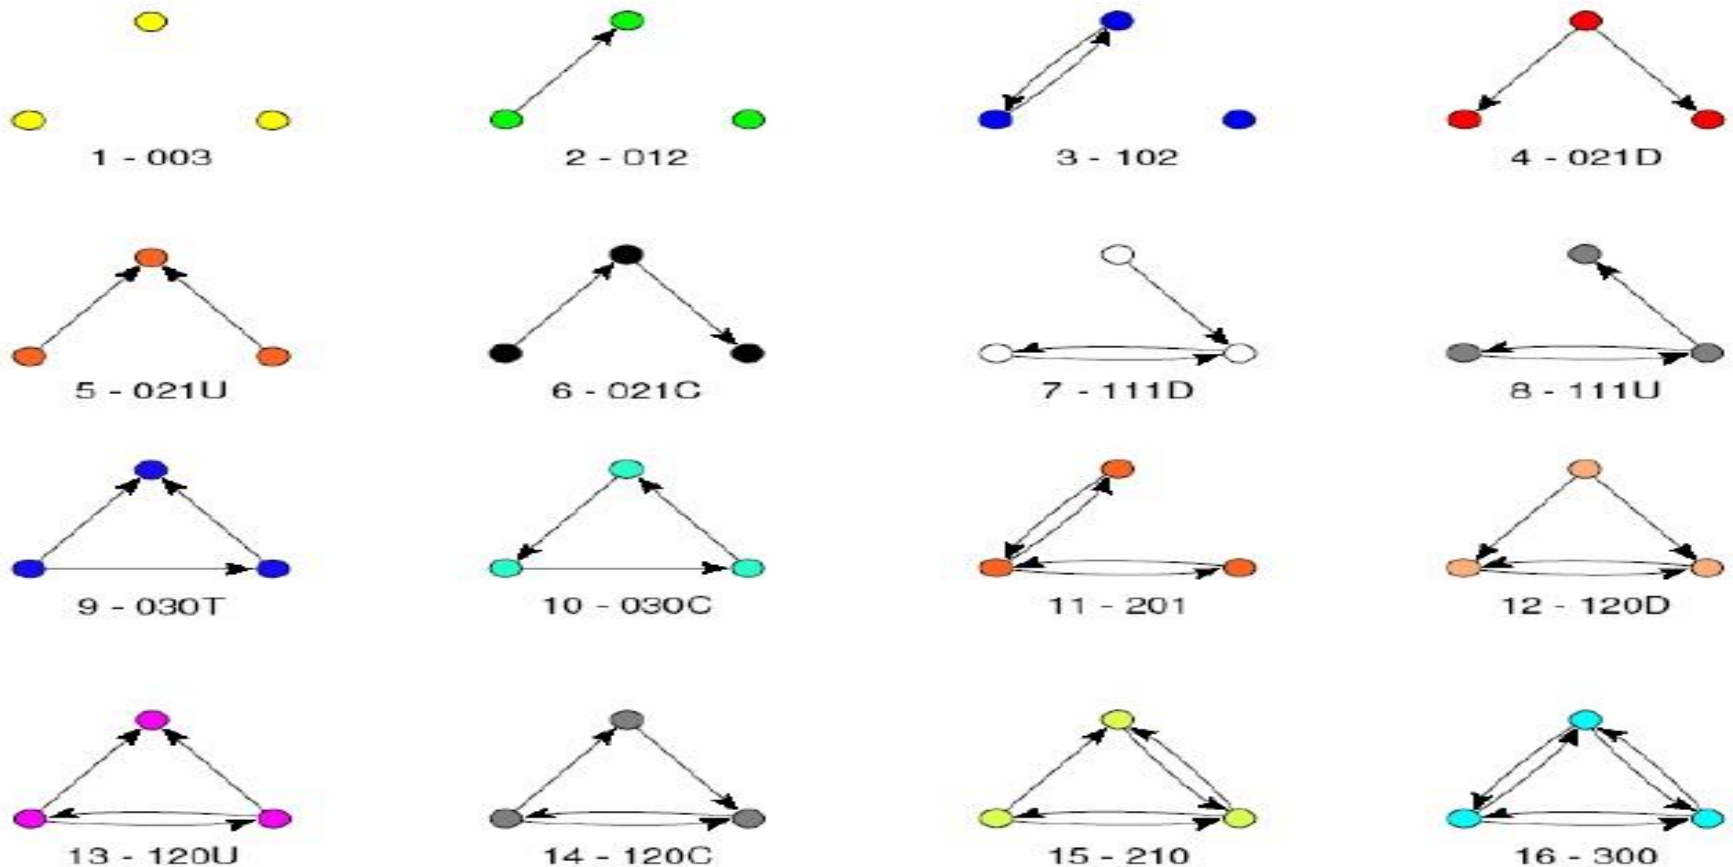 1 - 003
2 - 012
3 - 102
4 - 021D
5 - 021U
6 - 021C
7 - 111D
8 - 111U
9 - 030T
10 - 030C
11 - 201
12 - 120D
13 - 120U
14 - 120C
15 - 210
16 - 300